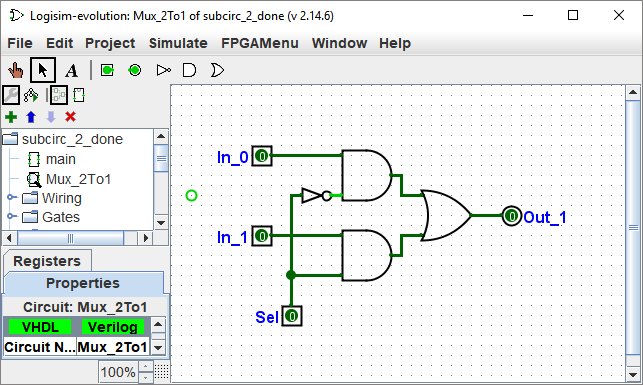 Logisim-evolution: Mux_2To1 of subcirc_2_done (v 2.14.6)
File Edit Project Simulate FPGAMenu Window Help
A
subcirc_2_done
main
Mux_2To1
Wiring
Gates
Registers
Properties
Circuit: Mux_2To1
VHDL Verilog
Circuit N... Mux_2To1
100%
In_0 0
In_1 0
Sel 0
0 Out_1